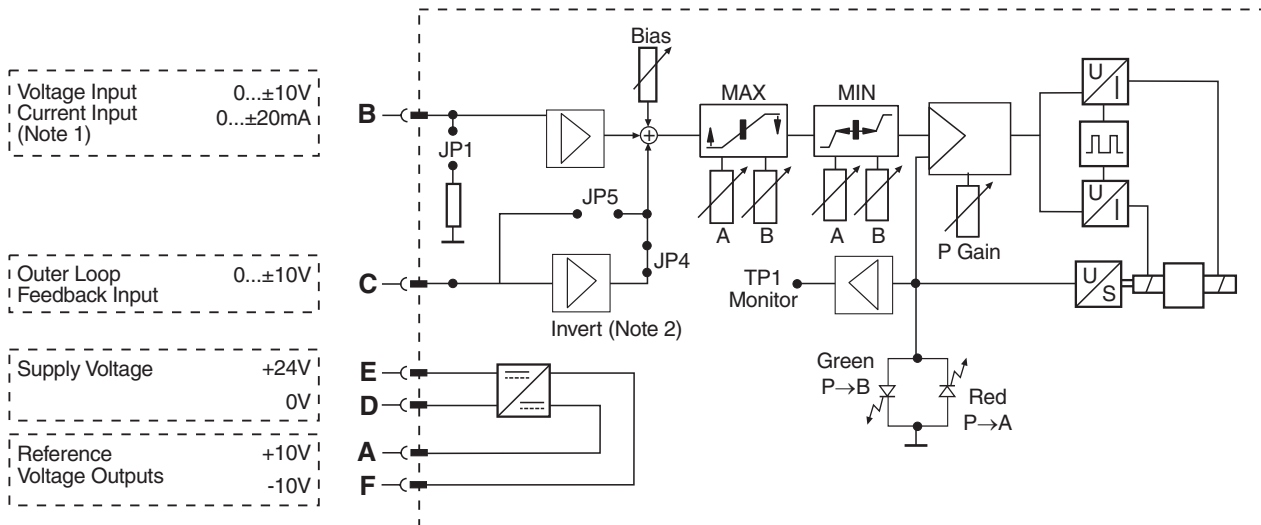 Bias
Voltage Input 0...±10V
Current Input 0...±20mA
(Note 1)
B
JP1
MAX
MIN
U
I
A B
A B
P Gain
U
I
JP5
JP4
Outer Loop 0...±10V
Feedback Input
C
Invert (Note 2)
TP1
Monitor
U
S
Supply Voltage +24V
0V
E
D
Green
P→B
Red
P→A
Reference +10V
Voltage Outputs
-10V
A
F